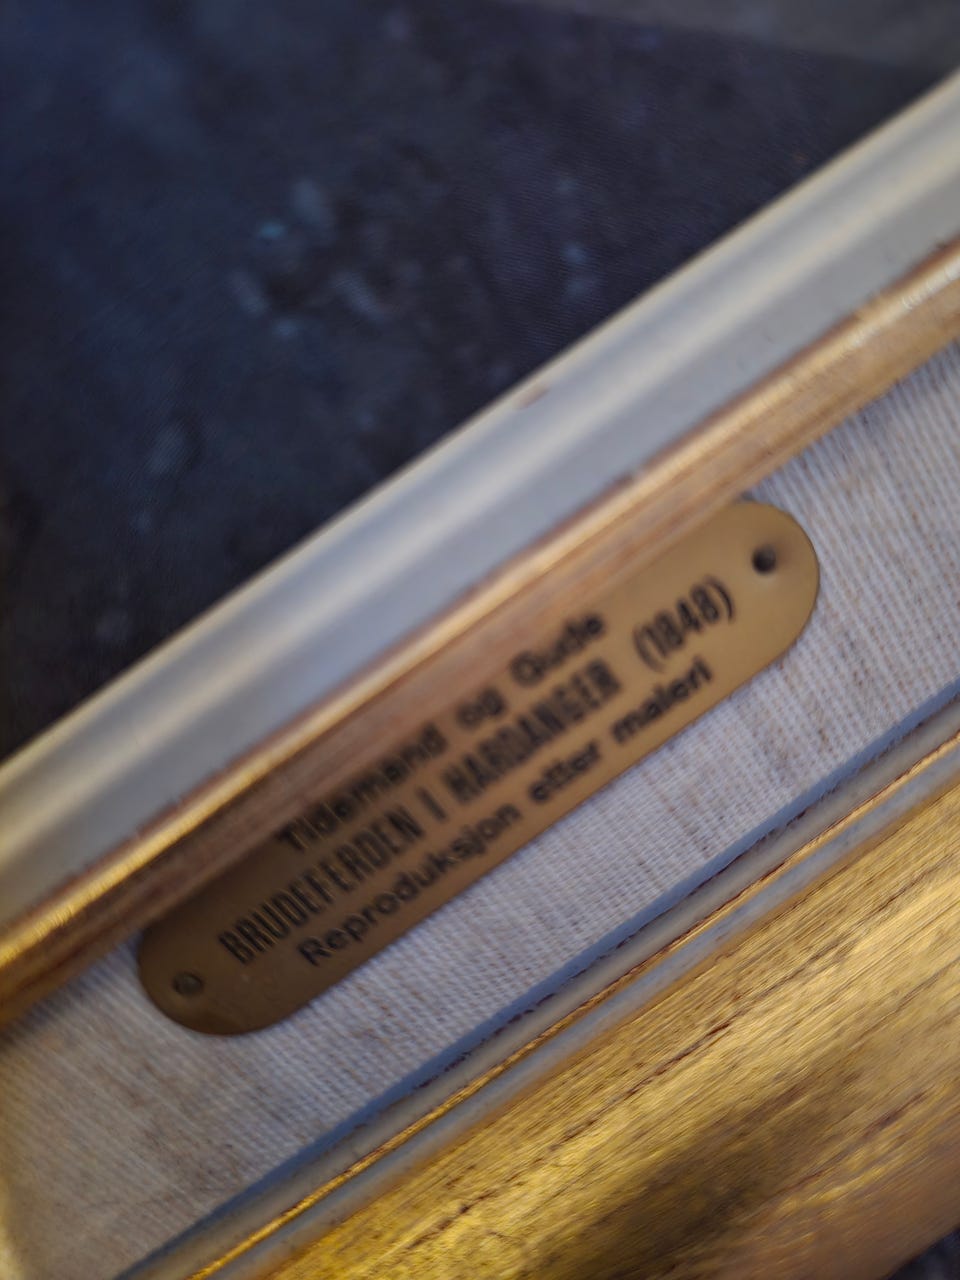 Tidemand og Gude
BRUDEFERDEN I HARDANGER (1848)
Reproduksjon etter maleri